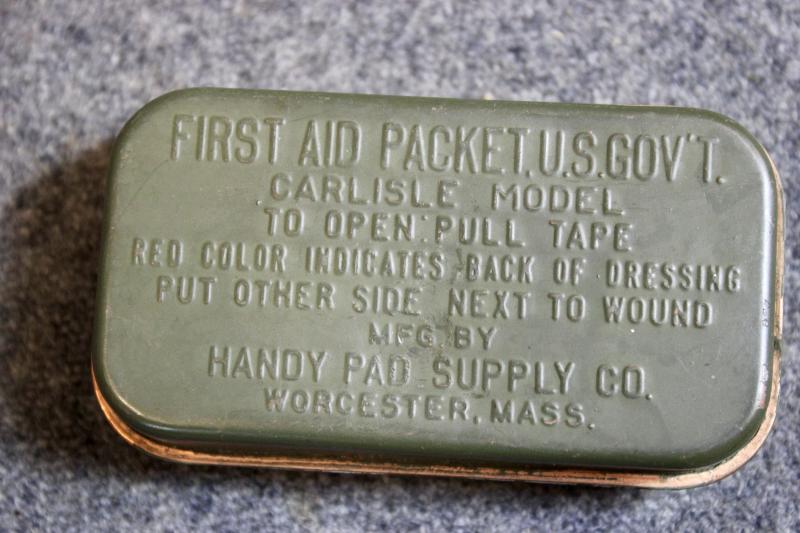 FIRST AID PACKET, U.S. GOV'T.
CARLISLE MODEL
TO OPEN: PULL TAPE
RED COLOR INDICATES BACK OF DRESSING
PUT OTHER SIDE NEXT TO WOUND
MFG. BY
HANDY PAD SUPPLY CO.
WORCESTER, MASS.